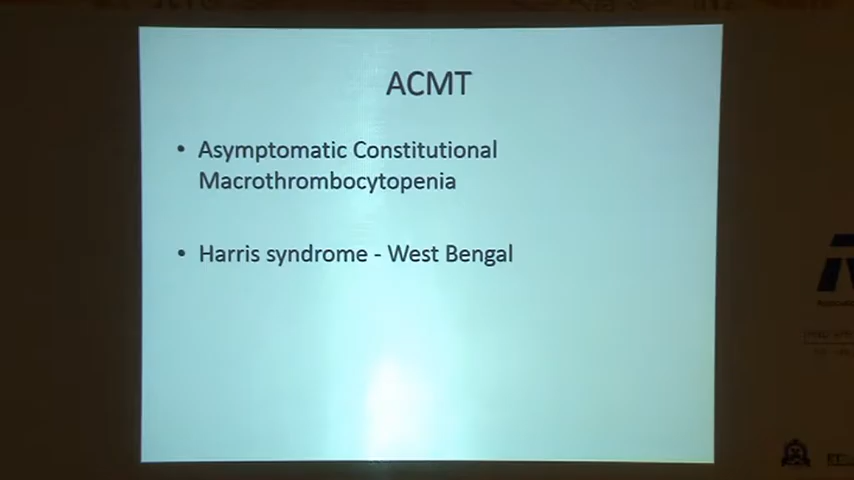 ACMT
• Asymptomatic Constitutional
Macrothrombocytopenia
• Harris syndrome - West Bengal